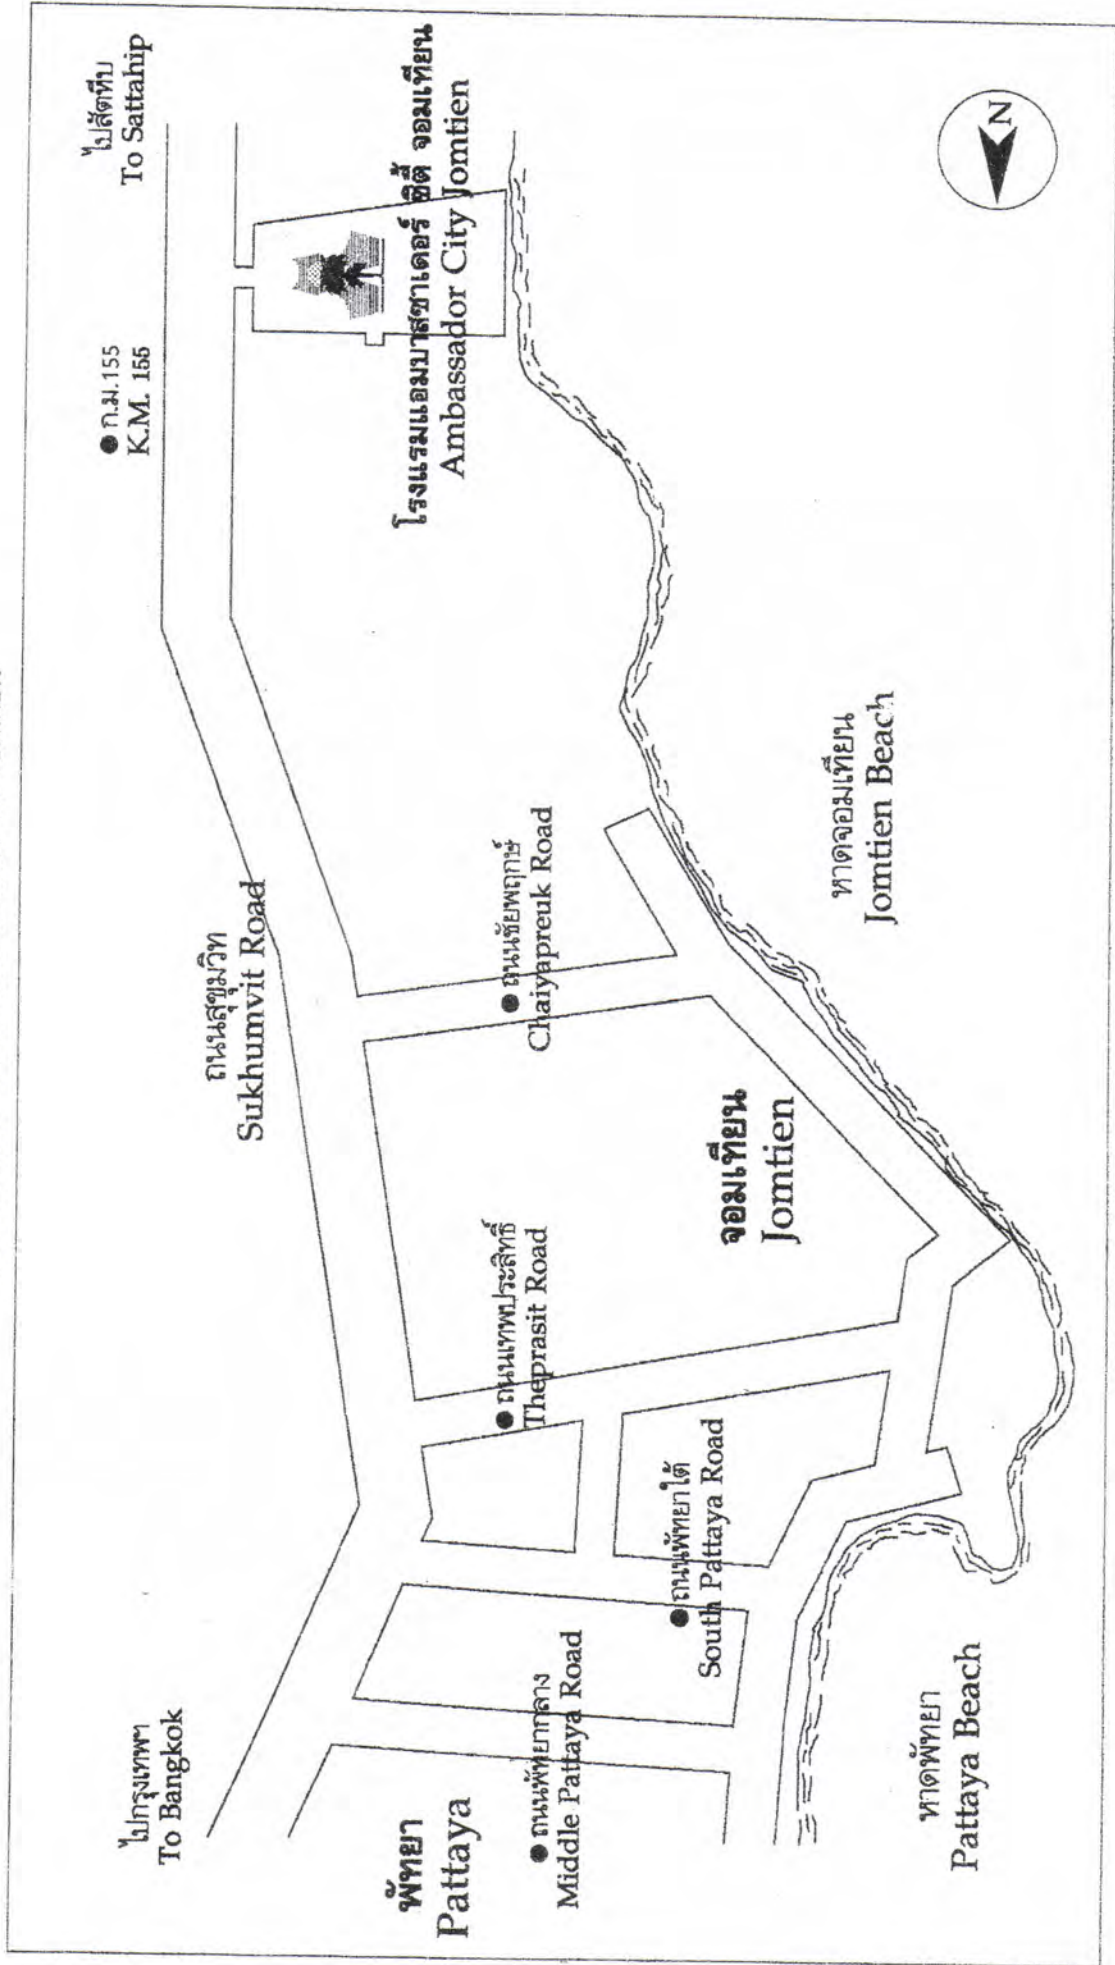 ไปกรุงเทพฯ
To Bangkok
ถนนสุขุมวิท
Sukhumvit Road
● ก.ม.155
K.M. 155
ไปสัตหีบ
To Sattahip
พัทยา
Pattaya
● ถนนพัทยากลาง
Middle Pattaya Road
● ถนนพัทยาใต้
South Pattaya Road
● ถนนเทพประสิทธิ์
Theprasit Road
● ถนนชัยพฤกษ์
Chaiyapreuk Road
โรงแรมแอมบาสซาเดอร์ ซิตี้ จอมเทียน
Ambassador City Jomtien
จอมเทียน
Jomtien
หาดพัทยา
Pattaya Beach
หาดจอมเทียน
Jomtien Beach
N